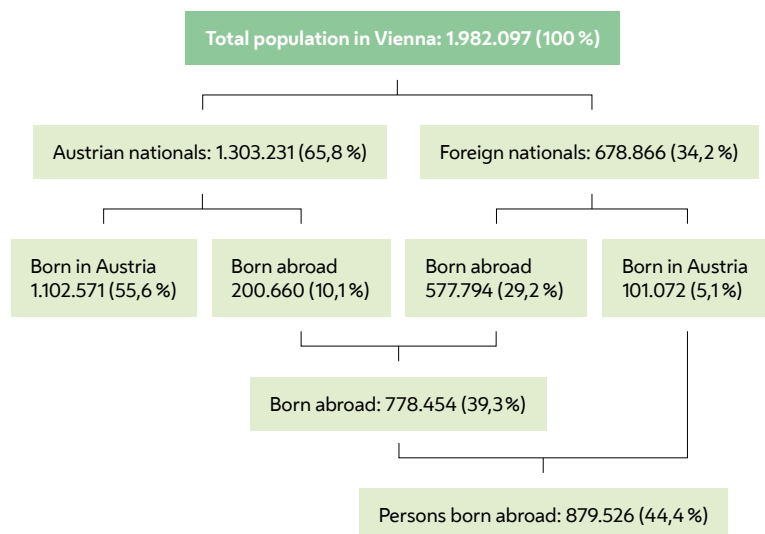 Total population in Vienna: 1.982.097 (100 %)
Austrian nationals: 1.303.231 (65,8 %)
Foreign nationals: 678.866 (34,2 %)
Born in Austria
1.102.571 (55,6 %)
Born abroad
200.660 (10,1 %)
Born abroad
577.794 (29,2 %)
Born in Austria
101.072 (5,1 %)
Born abroad: 778.454 (39,3 %)
Persons born abroad: 879.526 (44,4 %)